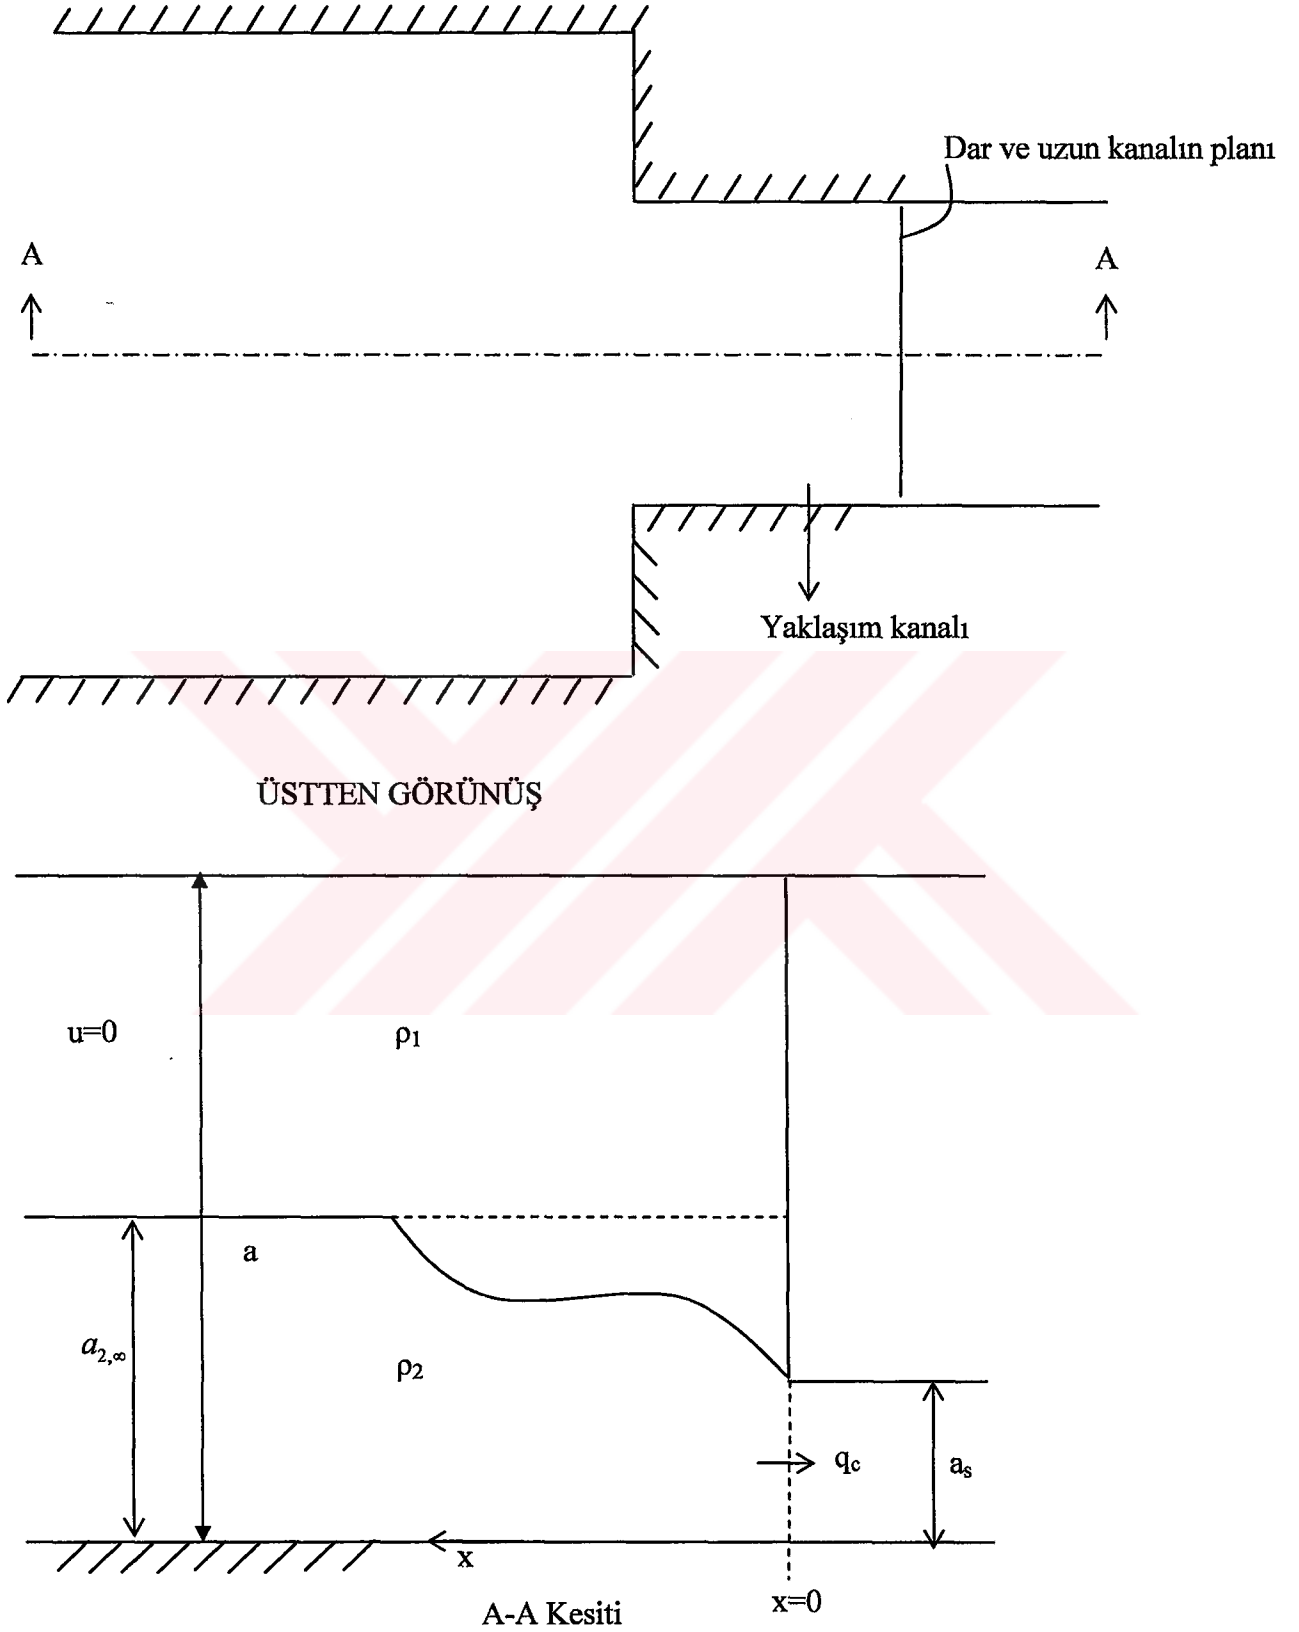 Dar ve uzun kanalın planı
A
A
Yaklaşım kanalı
ÜSTTEN GÖRÜNÜŞ
u=0
ρ1
a
a2,∞
ρ2
qc
as
x
x=0
A-A Kesiti